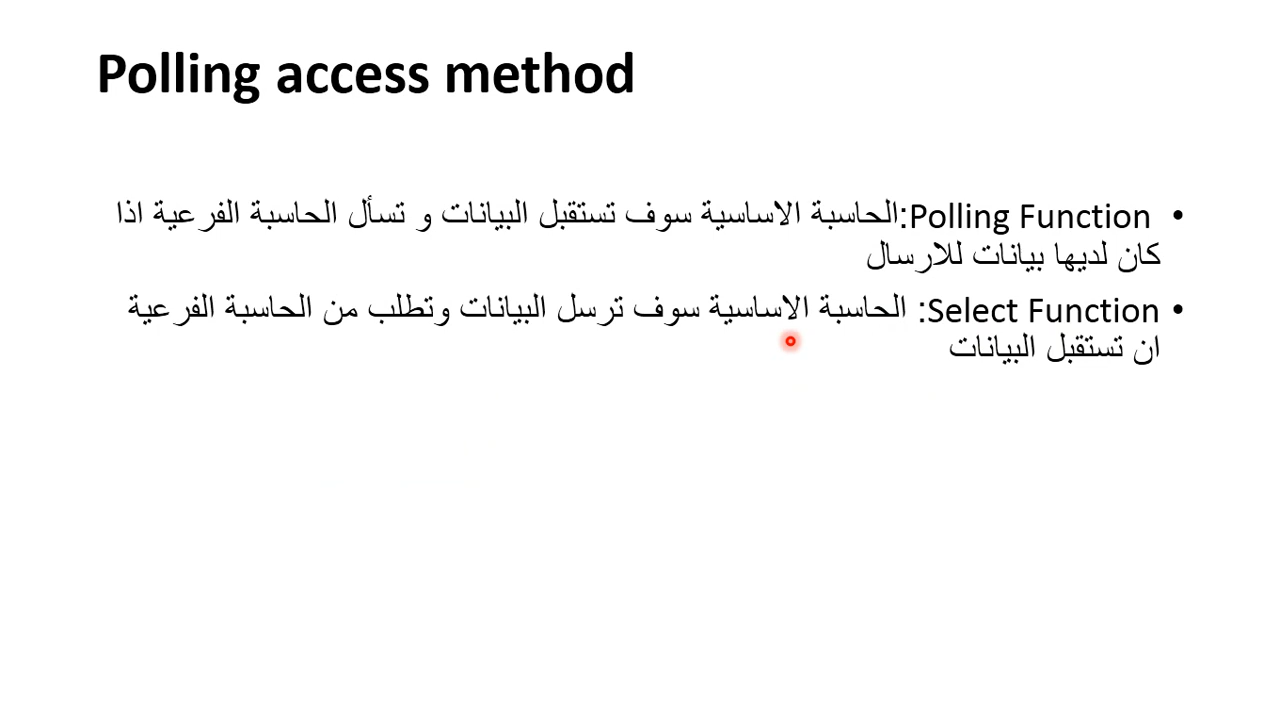 Polling access method
• Polling Function:الحاسبة الاساسية سوف تستقبل البيانات و تسأل الحاسبة الفرعية اذا
كان لديها بيانات للارسال
• Select Function: الحاسبة الاساسية سوف ترسل البيانات وتطلب من الحاسبة الفرعية
ان تستقبل البيانات